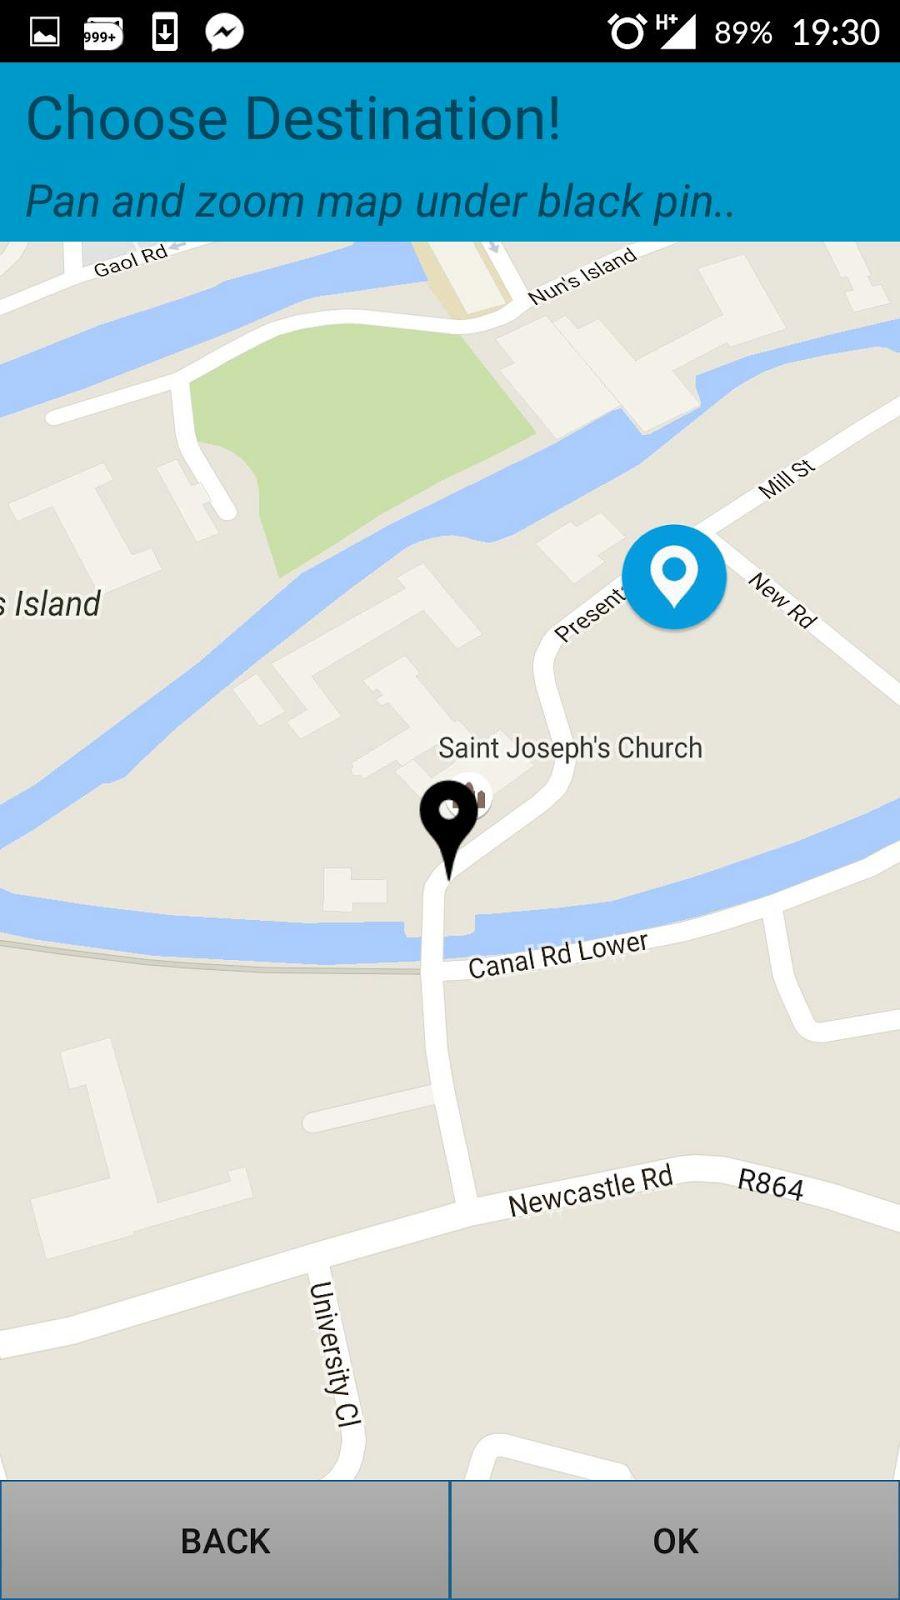 999+
H+ 89% 19:30
Choose Destination!
Pan and zoom map under black pin..
Gaol Rd
Nun's Island
Mill St
s Island
Present
New Rd
Saint Joseph's Church
Canal Rd Lower
Newcastle Rd
R864
University Cl
BACK
OK